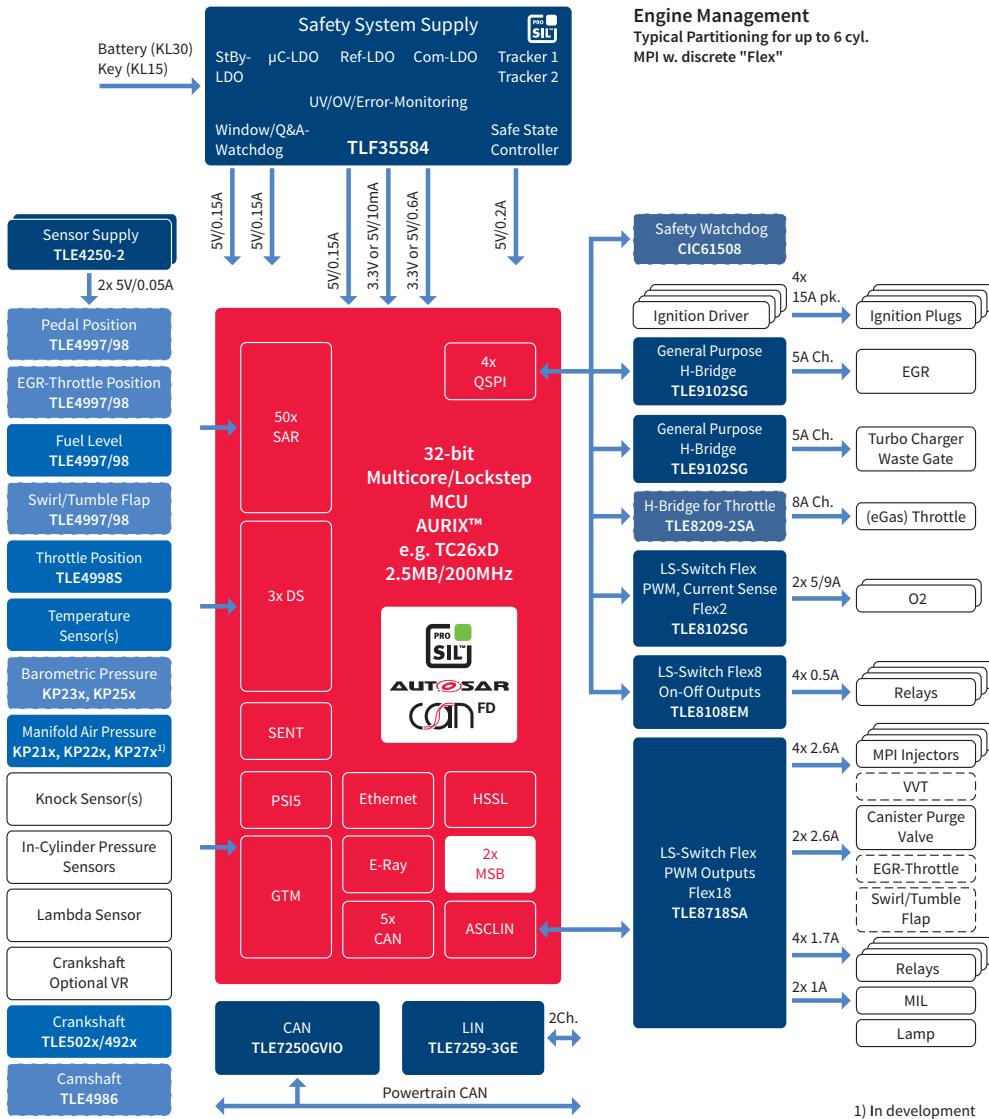 Engine Management
Typical Partitioning for up to 6 cyl.
MPI w. discrete "Flex"
Battery (KL30)
Key (KL15)
Safety System Supply
PRO
SIL™
StBy-
LDO
µC-LDO
Ref-LDO
Com-LDO
Tracker 1
Tracker 2
UV/OV/Error-Monitoring
Window/Q&A-
Watchdog
TLF35584
Safe State
Controller
5V/0.15A
5V/0.15A
5V/0.15A
3.3V or 5V/10mA
3.3V or 5V/0.6A
5V/0.2A
Sensor Supply
TLE4250-2
2x 5V/0.05A
Pedal Position
TLE4997/98
EGR-Throttle Position
TLE4997/98
Fuel Level
TLE4997/98
Swirl/Tumble Flap
TLE4997/98
Throttle Position
TLE4998S
Temperature
Sensor(s)
Barometric Pressure
KP23x, KP25x
Manifold Air Pressure
KP21x, KP22x, KP27x1)
Knock Sensor(s)
In-Cylinder Pressure
Sensors
Lambda Sensor
Crankshaft
Optional VR
Crankshaft
TLE502x/492x
Camshaft
TLE4986
50x
SAR
4x
QSPI
3x DS
32-bit
Multicore/Lockstep
MCU
AURIX™
e.g. TC26xD
2.5MB/200MHz
PRO
SIL™
AUTOSAR
CAN FD
SENT
PSI5
Ethernet
HSSL
GTM
E-Ray
2x
MSB
5x
CAN
ASCLIN
CAN
TLE7250GVIO
LIN
TLE7259-3GE
2Ch.
Powertrain CAN
Safety Watchdog
CIC61508
Ignition Driver
4x
15A pk.
Ignition Plugs
General Purpose
H-Bridge
TLE9102SG
5A Ch.
EGR
General Purpose
H-Bridge
TLE9102SG
5A Ch.
Turbo Charger
Waste Gate
H-Bridge for Throttle
TLE8209-2SA
8A Ch.
(eGas) Throttle
LS-Switch Flex
PWM, Current Sense
Flex2
TLE8102SG
2x 5/9A
O2
LS-Switch Flex8
On-Off Outputs
TLE8108EM
4x 0.5A
Relays
LS-Switch Flex
PWM Outputs
Flex18
TLE8718SA
4x 2.6A
MPI Injectors
VVT
2x 2.6A
Canister Purge
Valve
EGR-Throttle
Swirl/Tumble
Flap
4x 1.7A
Relays
2x 1A
MIL
Lamp
1) In development